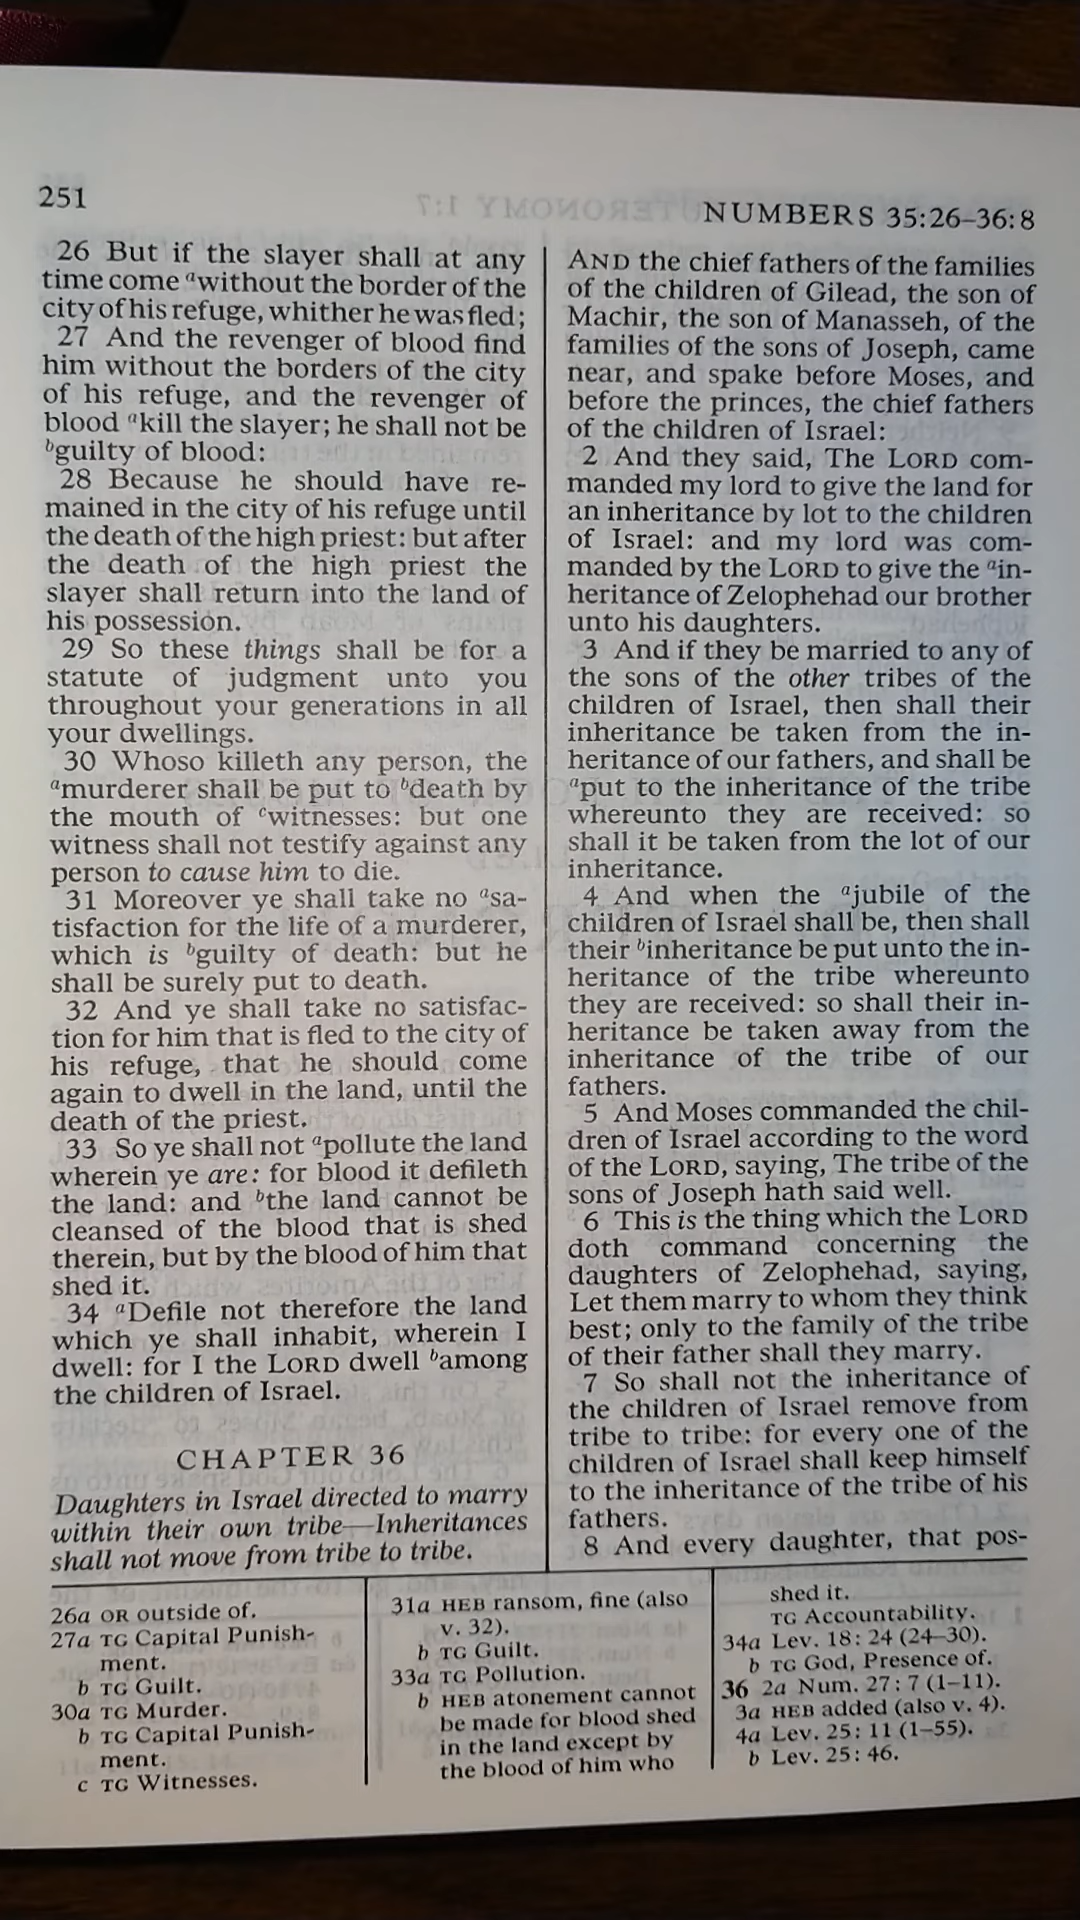 251
NUMBERS 35:26–36:8
26 But if the slayer shall at any
time come ᵃwithout the border of the
city of his refuge, whither he was fled;
27 And the revenger of blood find
him without the borders of the city
of his refuge, and the revenger of
blood ᵃkill the slayer; he shall not be
ᵇguilty of blood:
28 Because he should have re-
mained in the city of his refuge until
the death of the high priest: but after
the death of the high priest the
slayer shall return into the land of
his possession.
29 So these things shall be for a
statute of judgment unto you
throughout your generations in all
your dwellings.
30 Whoso killeth any person, the
ᵃmurderer shall be put to ᵇdeath by
the mouth of ᶜwitnesses: but one
witness shall not testify against any
person to cause him to die.
31 Moreover ye shall take no ᵃsa-
tisfaction for the life of a murderer,
which is ᵇguilty of death: but he
shall be surely put to death.
32 And ye shall take no satisfac-
tion for him that is fled to the city of
his refuge, that he should come
again to dwell in the land, until the
death of the priest.
33 So ye shall not ᵃpollute the land
wherein ye are: for blood it defileth
the land: and ᵇthe land cannot be
cleansed of the blood that is shed
therein, but by the blood of him that
shed it.
34 ᵃDefile not therefore the land
which ye shall inhabit, wherein I
dwell: for I the LORD dwell ᵇamong
the children of Israel.
CHAPTER 36
Daughters in Israel directed to marry
within their own tribe—Inheritances
shall not move from tribe to tribe.
AND the chief fathers of the families
of the children of Gilead, the son of
Machir, the son of Manasseh, of the
families of the sons of Joseph, came
near, and spake before Moses, and
before the princes, the chief fathers
of the children of Israel:
2 And they said, The LORD com-
manded my lord to give the land for
an inheritance by lot to the children
of Israel: and my lord was com-
manded by the LORD to give the ᵃin-
heritance of Zelophehad our brother
unto his daughters.
3 And if they be married to any of
the sons of the other tribes of the
children of Israel, then shall their
inheritance be taken from the in-
heritance of our fathers, and shall be
ᵃput to the inheritance of the tribe
whereunto they are received: so
shall it be taken from the lot of our
inheritance.
4 And when the ᵃjubile of the
children of Israel shall be, then shall
their ᵇinheritance be put unto the in-
heritance of the tribe whereunto
they are received: so shall their in-
heritance be taken away from the
inheritance of the tribe of our
fathers.
5 And Moses commanded the chil-
dren of Israel according to the word
of the LORD, saying, The tribe of the
sons of Joseph hath said well.
6 This is the thing which the LORD
doth command concerning the
daughters of Zelophehad, saying,
Let them marry to whom they think
best; only to the family of the tribe
of their father shall they marry.
7 So shall not the inheritance of
the children of Israel remove from
tribe to tribe: for every one of the
children of Israel shall keep himself
to the inheritance of the tribe of his
fathers.
8 And every daughter, that pos-
26a OR outside of.
27a TG Capital Punish-
ment.
b TG Guilt.
30a TG Murder.
b TG Capital Punish-
ment.
c TG Witnesses.
31a HEB ransom, fine (also
v. 32).
b TG Guilt.
33a TG Pollution.
b HEB atonement cannot
be made for blood shed
in the land except by
the blood of him who
shed it.
TG Accountability.
34a Lev. 18: 24 (24–30).
b TG God, Presence of.
36 2a Num. 27: 7 (1–11).
3a HEB added (also v. 4).
4a Lev. 25: 11 (1–55).
b Lev. 25: 46.